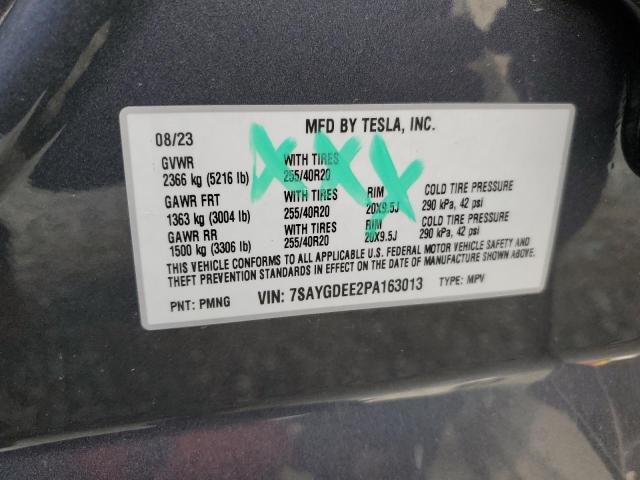 08/23 MFD BY TESLA, INC.
GVWR WITH TIRES
2366 kg (5216 lb) 255/40R20
GAWR FRT WITH TIRES RIM COLD TIRE PRESSURE
1363 kg (3004 lb) 255/40R20 20X9.5J 290 kPa, 42 psi
GAWR RR WITH TIRES RIM COLD TIRE PRESSURE
1500 kg (3306 lb) 255/40R20 20X9.5J 290 kPa, 42 psi
THIS VEHICLE CONFORMS TO ALL APPLICABLE U.S. FEDERAL MOTOR VEHICLE SAFETY AND
THEFT PREVENTION STANDARDS IN EFFECT ON THE DATE OF MANUFACTURE SHOWN ABOVE.
PNT: PMNG VIN: 7SAYGDEE2PA163013 TYPE: MPV
XXX